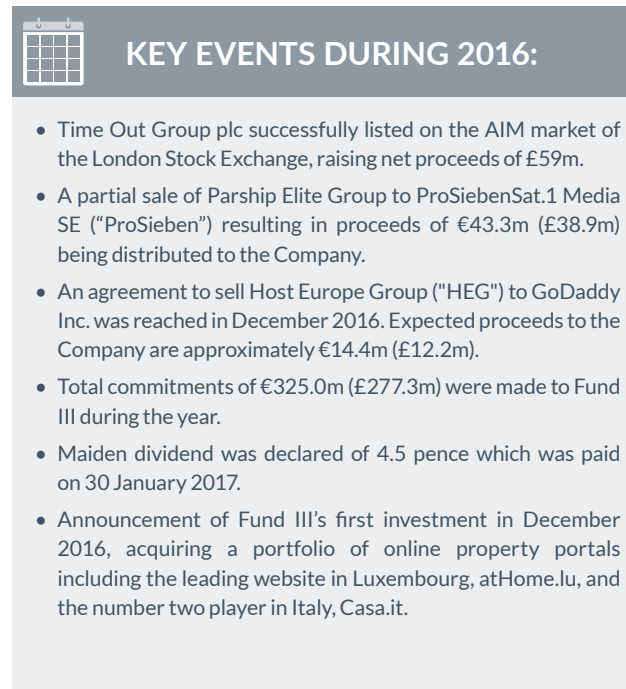 KEY EVENTS DURING 2016:
• Time Out Group plc successfully listed on the AIM market of
the London Stock Exchange, raising net proceeds of £59m.
• A partial sale of Parship Elite Group to ProSiebenSat.1 Media
SE (“ProSieben”) resulting in proceeds of €43.3m (£38.9m)
being distributed to the Company.
• An agreement to sell Host Europe Group ("HEG") to GoDaddy
Inc. was reached in December 2016. Expected proceeds to the
Company are approximately €14.4m (£12.2m).
• Total commitments of €325.0m (£277.3m) were made to Fund
III during the year.
• Maiden dividend was declared of 4.5 pence which was paid
on 30 January 2017.
• Announcement of Fund III’s first investment in December
2016, acquiring a portfolio of online property portals
including the leading website in Luxembourg, atHome.lu, and
the number two player in Italy, Casa.it.